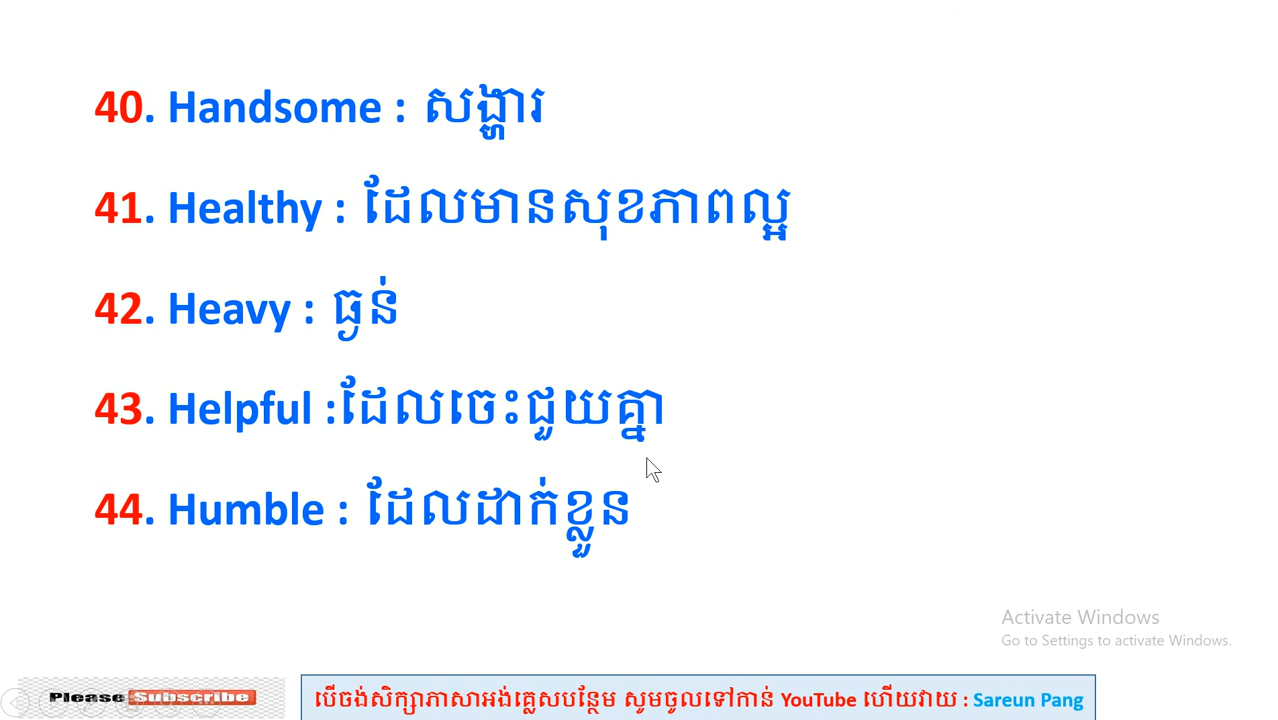 40. Handsome : សង្ហារ
41. Healthy : ដែលមានសុខភាពល្អ
42. Heavy : ធ្ងន់
43. Helpful :ដែលចេះជួយគ្នា
44. Humble : ដែលដាក់ខ្លួន
Activate Windows
Go to Settings to activate Windows.
Please Subscribe
បើចង់សិក្សាភាសាអង់គ្លេសបន្ថែម សូមចូលទៅកាន់ YouTube ហើយវាយ : Sareun Pang